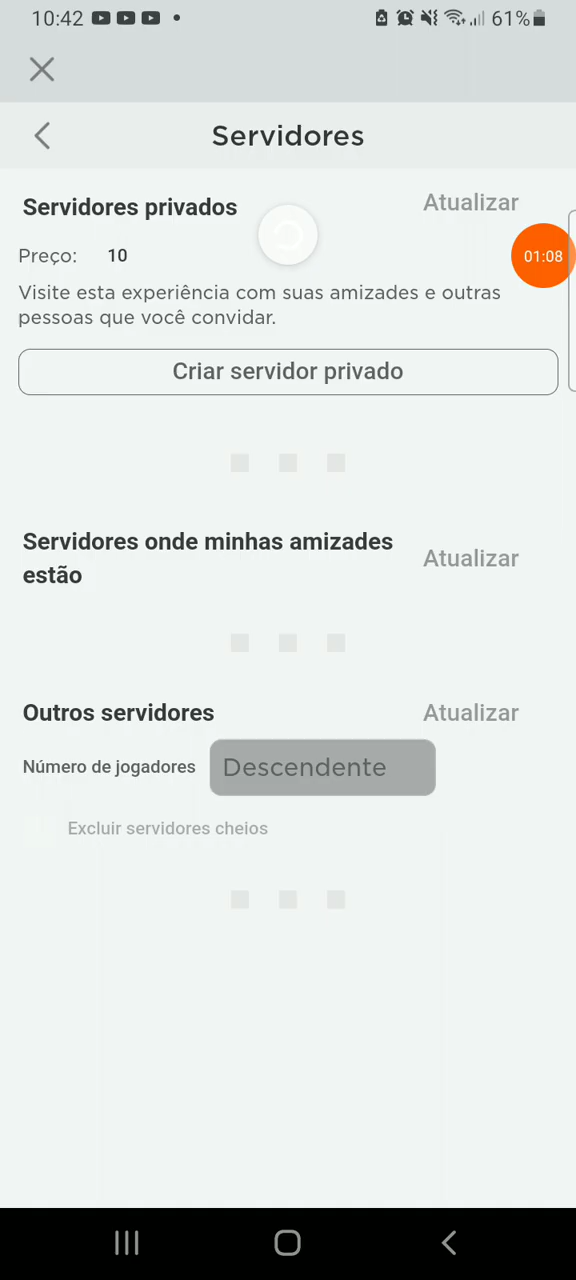 10:42
61%
Servidores
Servidores privados
Atualizar
Preço: 10
01:08
Visite esta experiência com suas amizades e outras
pessoas que você convidar.
Criar servidor privado
Servidores onde minhas amizades
estão
Atualizar
Outros servidores
Atualizar
Número de jogadores
Descendente
Excluir servidores cheios